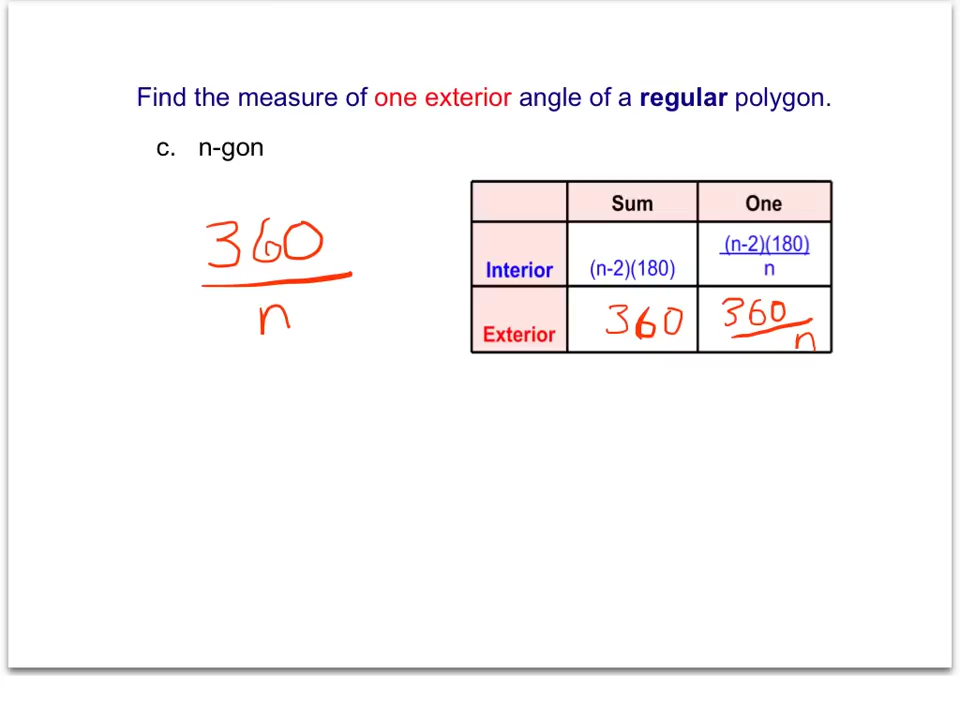 Find the measure of one exterior angle of a regular polygon.
c. n-gon
360
n
Sum One
Interior (n-2)(180) (n-2)(180)
n
Exterior 360 360
n